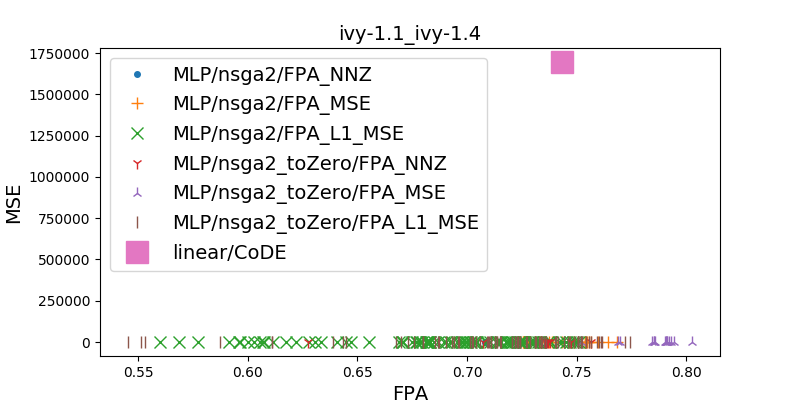 ivy-1.1_ivy-1.4
1750000
1500000
1250000
1000000
750000
500000
250000
0
MSE
MLP/nsga2/FPA_NNZ
MLP/nsga2/FPA_MSE
MLP/nsga2/FPA_L1_MSE
MLP/nsga2_toZero/FPA_NNZ
MLP/nsga2_toZero/FPA_MSE
MLP/nsga2_toZero/FPA_L1_MSE
linear/CoDE
0.55 0.60 0.65 0.70 0.75 0.80
FPA